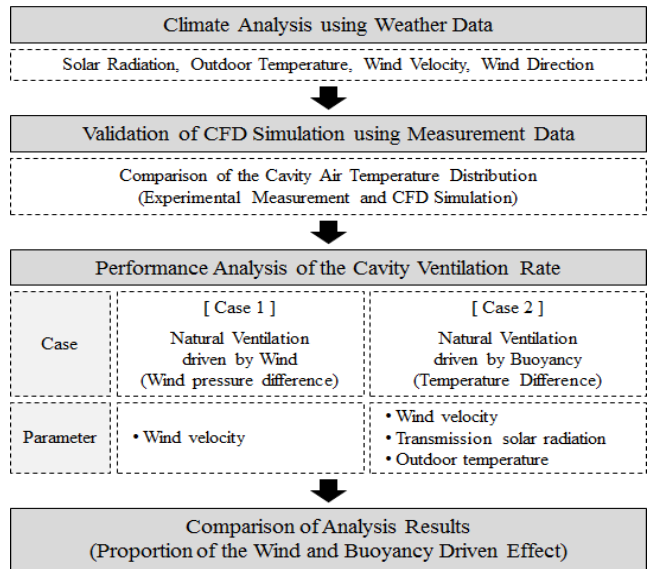 Climate Analysis using Weather Data
Solar Radiation, Outdoor Temperature, Wind Velocity, Wind Direction
Validation of CFD Simulation using Measurement Data
Comparison of the Cavity Air Temperature Distribution
(Experimental Measurement and CFD Simulation)
Performance Analysis of the Cavity Ventilation Rate
Case
[ Case 1 ]
Natural Ventilation
driven by Wind
(Wind pressure difference)
[ Case 2 ]
Natural Ventilation
driven by Buoyancy
(Temperature Difference)
Parameter
• Wind velocity
• Wind velocity
• Transmission solar radiation
• Outdoor temperature
Comparison of Analysis Results
(Proportion of the Wind and Buoyancy Driven Effect)